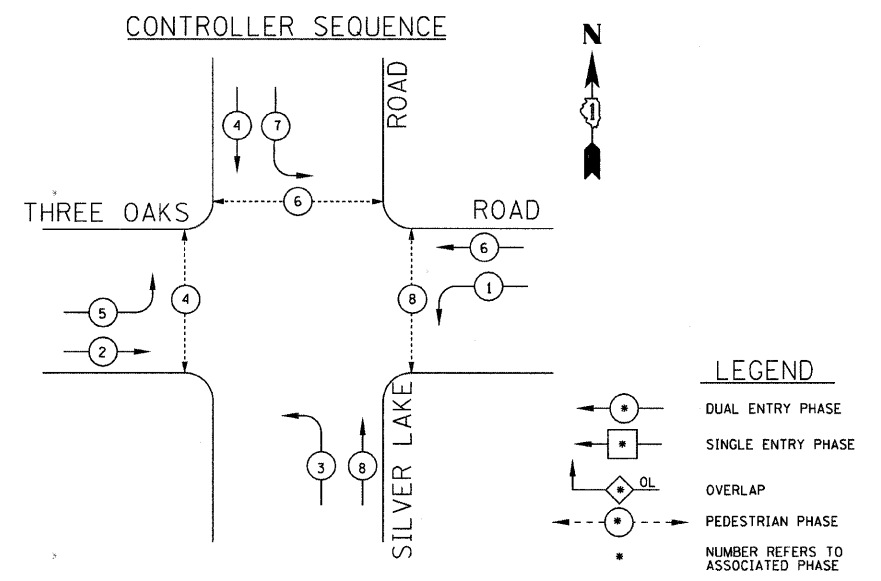 CONTROLLER SEQUENCE
N
1
ROAD
4
7
6
THREE OAKS
ROAD
6
5
4
8
1
2
LEGEND
SILVER LAKE
3
8
* DUAL ENTRY PHASE
* SINGLE ENTRY PHASE
* OL OVERLAP
* PEDESTRIAN PHASE
* NUMBER REFERS TO
ASSOCIATED PHASE